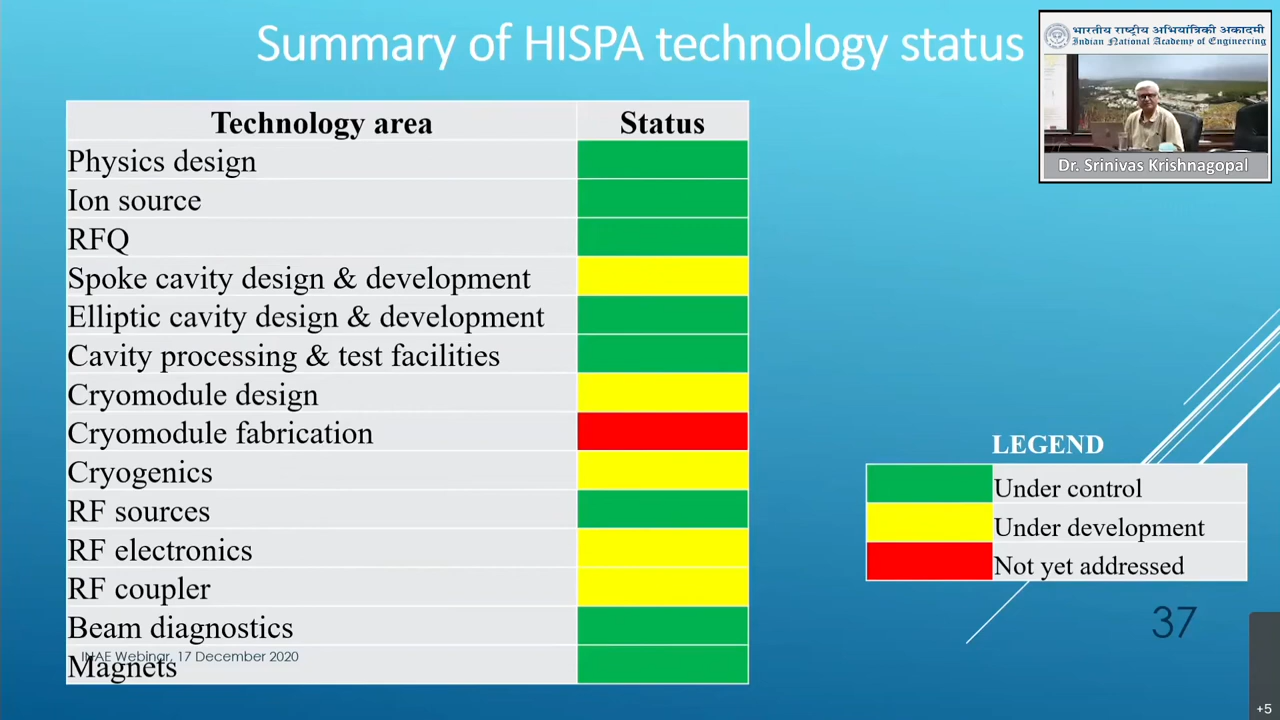 Summary of HISPA technology status
भारतीय राष्ट्रीय अभियांत्रिकी अकादमी
Indian National Academy of Engineering
Dr. Srinivas Krishnagopal
Technology area Status
Physics design
Ion source
RFQ
Spoke cavity design & development
Elliptic cavity design & development
Cavity processing & test facilities
Cryomodule design
Cryomodule fabrication
Cryogenics
RF sources
RF electronics
RF coupler
Beam diagnostics
Magnets
INAE Webinar, 17 December 2020
LEGEND
Under control
Under development
Not yet addressed
37
+5